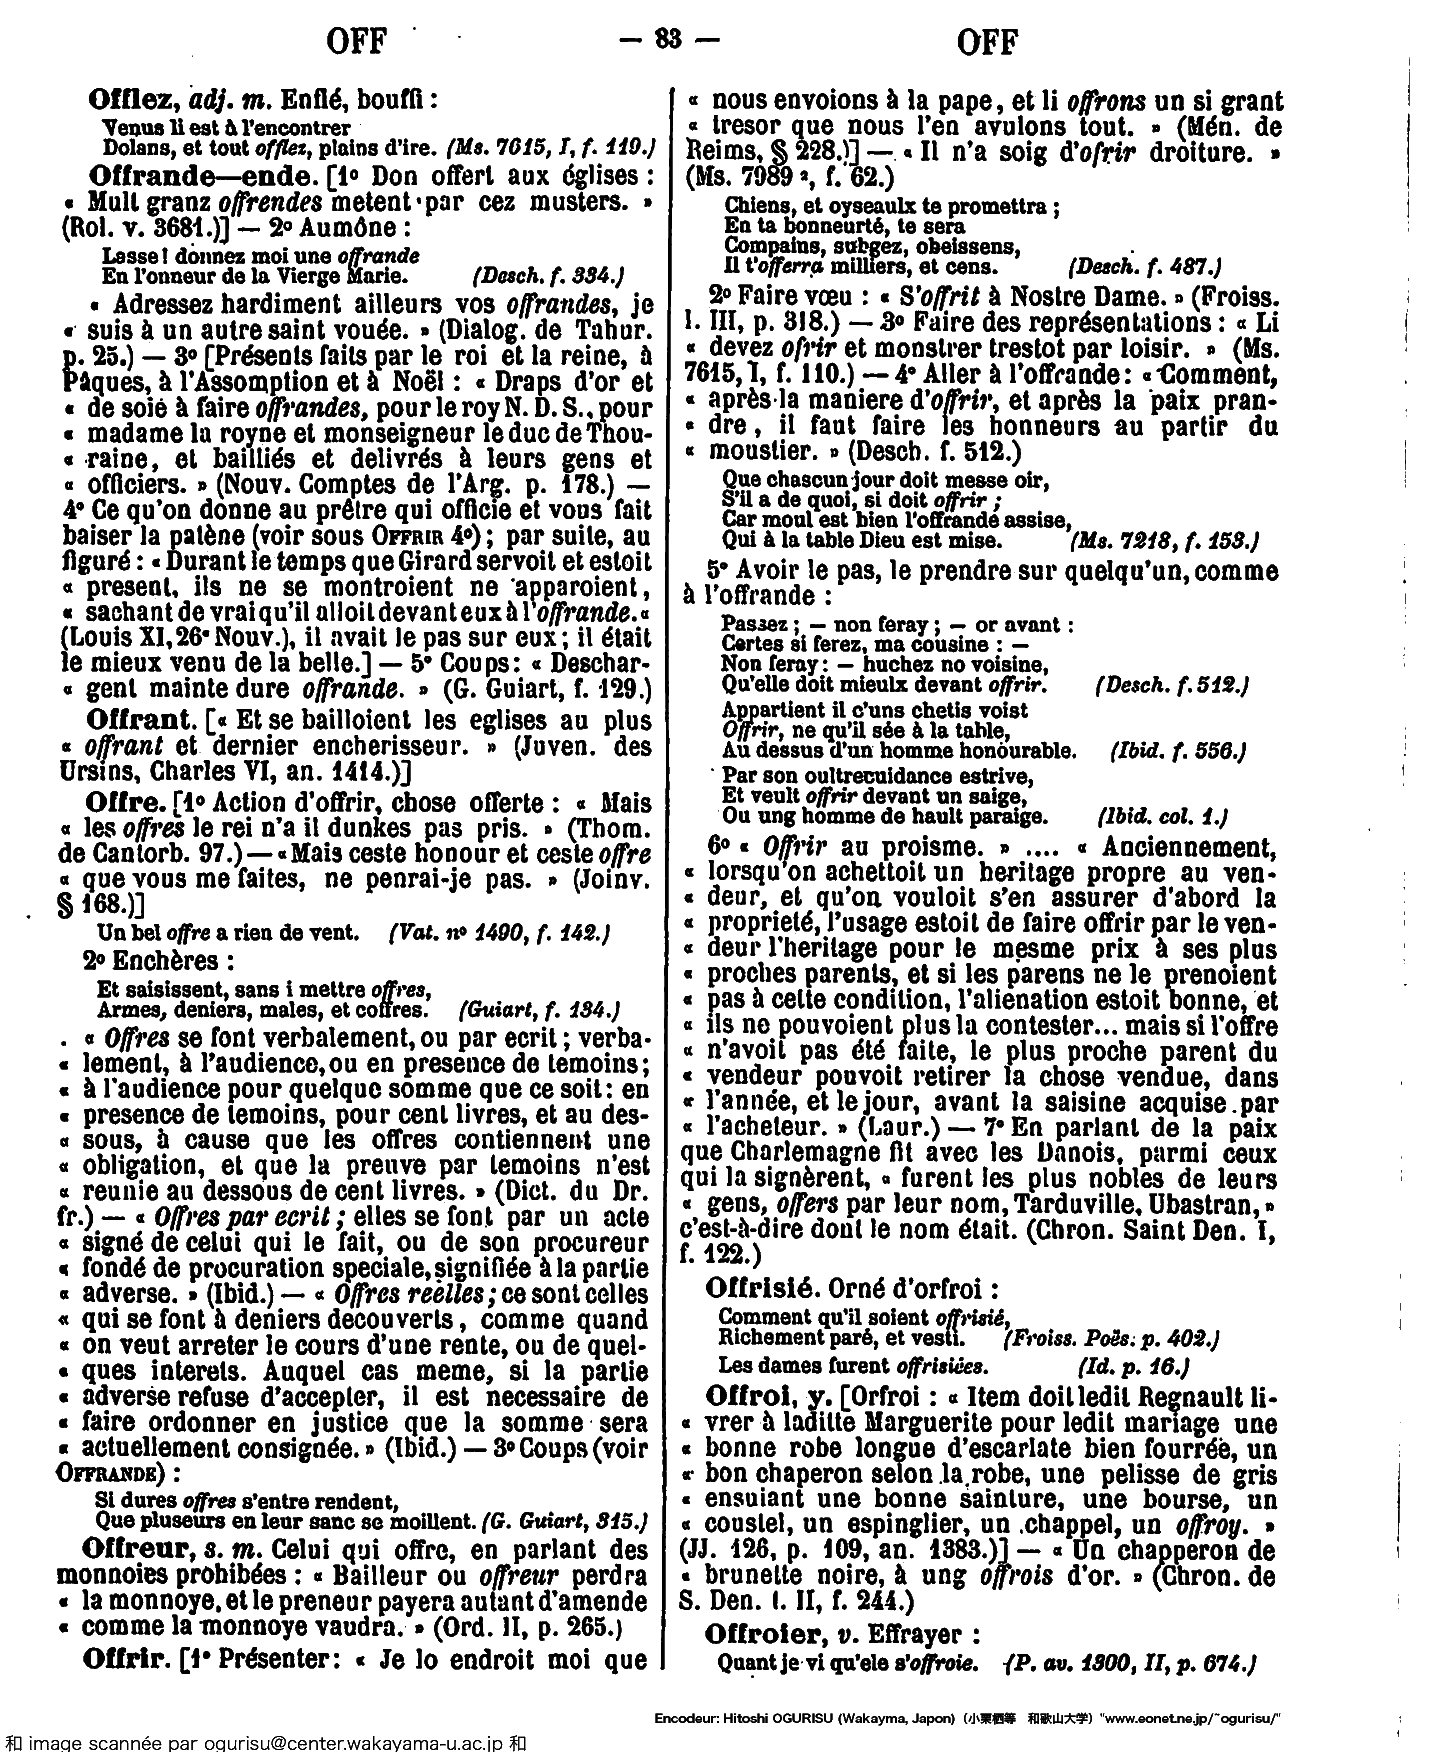 OFF
— 83 —
OFF
Offlez, adj. m. Enflé, bouffi :
Venus li est à l'encontrer
Dolans, et tout offlez, plains d'ire. (Ms. 7615, I, f. 119.)
Offrande—ende. [1º Don offert aux églises :
« Mult granz offrendes metent par cez musters. »
(Rol. v. 3681.)] — 2º Aumône :
Lasse ! donnez moi une offrande
En l'onneur de la Vierge Marie. (Desch. f. 334.)
« Adressez hardiment ailleurs vos offrandes, je
« suis à un autre saint vouée. » (Dialog. de Tahur.
p. 25.) — 3º [Présents faits par le roi et la reine, à
Pâques, à l'Assomption et à Noël : « Draps d'or et
« de soie à faire offrandes, pour le roy N. D. S., pour
« madame la royne et monseigneur le duc de Thou-
« raine, et bailliés et delivrés à leurs gens et
« officiers. » (Nouv. Comptes de l'Arg. p. 178.) —
4º Ce qu'on donne au prêtre qui officie et vous fait
baiser la patène (voir sous OFFRIR 4º) ; par suite, au
figuré : « Durant le temps que Girard servoit et estoit
« present, ils ne se montroient ne apparoient,
« sachant de vrai qu'il alloit devant eux à l'offrande. «
(Louis XI, 26º Nouv.), il avait le pas sur eux ; il était
le mieux venu de la belle.] — 5º Coups : « Deschar-
« gent mainte dure offrande. » (G. Guiart, f. 129.)
Offrant. [« Et se bailloient les eglises au plus
« offrant et dernier encherisseur. » (Juven. des
Ursins, Charles VI, an. 1414.)]
Offre. [1º Action d'offrir, chose offerte : « Mais
« les offres le rei n'a il dunkes pas pris. » (Thom.
de Cantorb. 97.) — « Mais ceste honour et ceste offre
« que vous me faites, ne penrai-je pas. » (Joinv.
§ 168.)]
Un bel offre a rien de vent. (Vat. nº 1490, f. 142.)
2º Enchères :
Et saisissent, sans i mettre offres,
Armes, deniers, males, et coffres. (Guiart, f. 134.)
« Offres se font verbalement, ou par ecrit ; verba-
« lement, à l'audience, ou en presence de temoins ;
« à l'audience pour quelque somme que ce soit : en
« presence de temoins, pour cent livres, et au des-
« sous, à cause que les offres contiennent une
« obligation, et que la preuve par temoins n'est
« reunie au dessous de cent livres. » (Dict. du Dr.
fr.) — « Offres par ecrit ; elles se font par un acte
« signé de celui qui le fait, ou de son procureur
« fondé de procuration speciale, signifiée à la partie
« adverse. » (Ibid.) — « Offres reëlles ; ce sont celles
« qui se font à deniers decouverts, comme quand
« on veut arreter le cours d'une rente, ou de quel-
« ques interets. Auquel cas meme, si la partie
« adverse refuse d'accepter, il est necessaire de
« faire ordonner en justice que la somme sera
« actuellement consignée. » (Ibid.) — 3º Coups (voir
OFFRANDE) :
Si dures offres s'entre rendent,
Que pluseurs en leur sanc se moillent. (G. Guiart, 315.)
Offreur, s. m. Celui qui offre, en parlant des
monnoies prohibées : « Bailleur ou offreur perdra
« la monnoye, et le preneur payera autant d'amende
« comme la monnoye vaudra. » (Ord. II, p. 265.)
Offrir. [1º Présenter : « Je lo endroit moi que
« nous envoions à la pape, et li offrons un si grant
« tresor que nous l'en avulons tout. » (Mén. de
Reims, § 228.)] — « Il n'a soig d'ofrir droiture. »
(Ms. 7989 ², f. 62.)
Chiens, et oyseaulx te promettra ;
En ta bonneurté, te sera
Compains, subgez, obeissens,
Il t'offerra milliers, et cens. (Desch. f. 487.)
2º Faire vœu : « S'offrit à Nostre Dame. » (Froiss.
l. III, p. 318.) — 3º Faire des représentations : « Li
« devez ofrir et monstrer trestot par loisir. » (Ms.
7615, I, f. 110.) — 4º Aller à l'offrande : « Comment,
« après la maniere d'offrir, et après la paix pran-
« dre, il faut faire les honneurs au partir du
« moustier. » (Desch. f. 512.)
Que chascun jour doit messe oir,
S'il a de quoi, si doit offrir ;
Car moul est bien l'offrande assise,
Qui à la table Dieu est mise. (Ms. 7218, f. 153.)
5º Avoir le pas, le prendre sur quelqu'un, comme
à l'offrande :
Passez ; — non feray ; — or avant :
Certes si ferez, ma cousine : —
Non feray : — huchez no voisine,
Qu'elle doit mieulx devant offrir. (Desch. f. 512.)
Appartient il c'uns chetis voist
Offrir, ne qu'il sée à la table,
Au dessus d'un homme honourable. (Ibid. f. 556.)
Par son oultrecuidance estrive,
Et veult offrir devant un saige,
Ou ung homme de hault paraige. (Ibid. col. 1.)
6º « Offrir au proisme. » .... « Anciennement,
« lorsqu'on achettoit un heritage propre au ven-
« deur, et qu'on vouloit s'en assurer d'abord la
« proprieté, l'usage estoit de faire offrir par le ven-
« deur l'heritage pour le mesme prix à ses plus
« proches parents, et si les parens ne le prenoient
« pas à cette condition, l'alienation estoit bonne, et
« ils ne pouvoient plus la contester... mais si l'offre
« n'avoit pas été faite, le plus proche parent du
« vendeur pouvoit retirer la chose vendue, dans
« l'année, et le jour, avant la saisine acquise par
« l'acheteur. » (Laur.) — 7º En parlant de la paix
que Charlemagne fit avec les Danois, parmi ceux
qui la signèrent, « furent les plus nobles de leurs
« gens, offers par leur nom, Tarduville, Ubastran, »
c'est-à-dire dont le nom était. (Chron. Saint Den. I,
f. 122.)
Offrisié. Orné d'orfroi :
Comment qu'il soient offrisié,
Richement paré, et vesti. (Froiss. Poës. p. 402.)
Les dames furent offrisiées. (Id. p. 16.)
Offroi, y. [Orfroi : « Item doit ledit Regnault li-
« vrer à laditte Marguerite pour ledit mariage une
« bonne robe longue d'escarlate bien fourrée, un
« bon chaperon selon la robe, une pelisse de gris
« ensuiant une bonne sainture, une bourse, un
« coustel, un espinglier, un chappel, un offroy. »
(JJ. 126, p. 109, an. 1383.)] — « Un chapperon de
« brunette noire, à ung offrois d'or. » (Chron. de
S. Den. t. II, f. 244.)
Offroier, v. Effrayer :
Quant je vi qu'ele s'offroie. (P. av. 1300, II, p. 674.)
Encodeur: Hitoshi OGURISU (Wakayma, Japon) (小栗栖等 和歌山大学) "www.eonet.ne.jp/~ogurisu/"
和 image scannée par ogurisu@center.wakayama-u.ac.jp 和